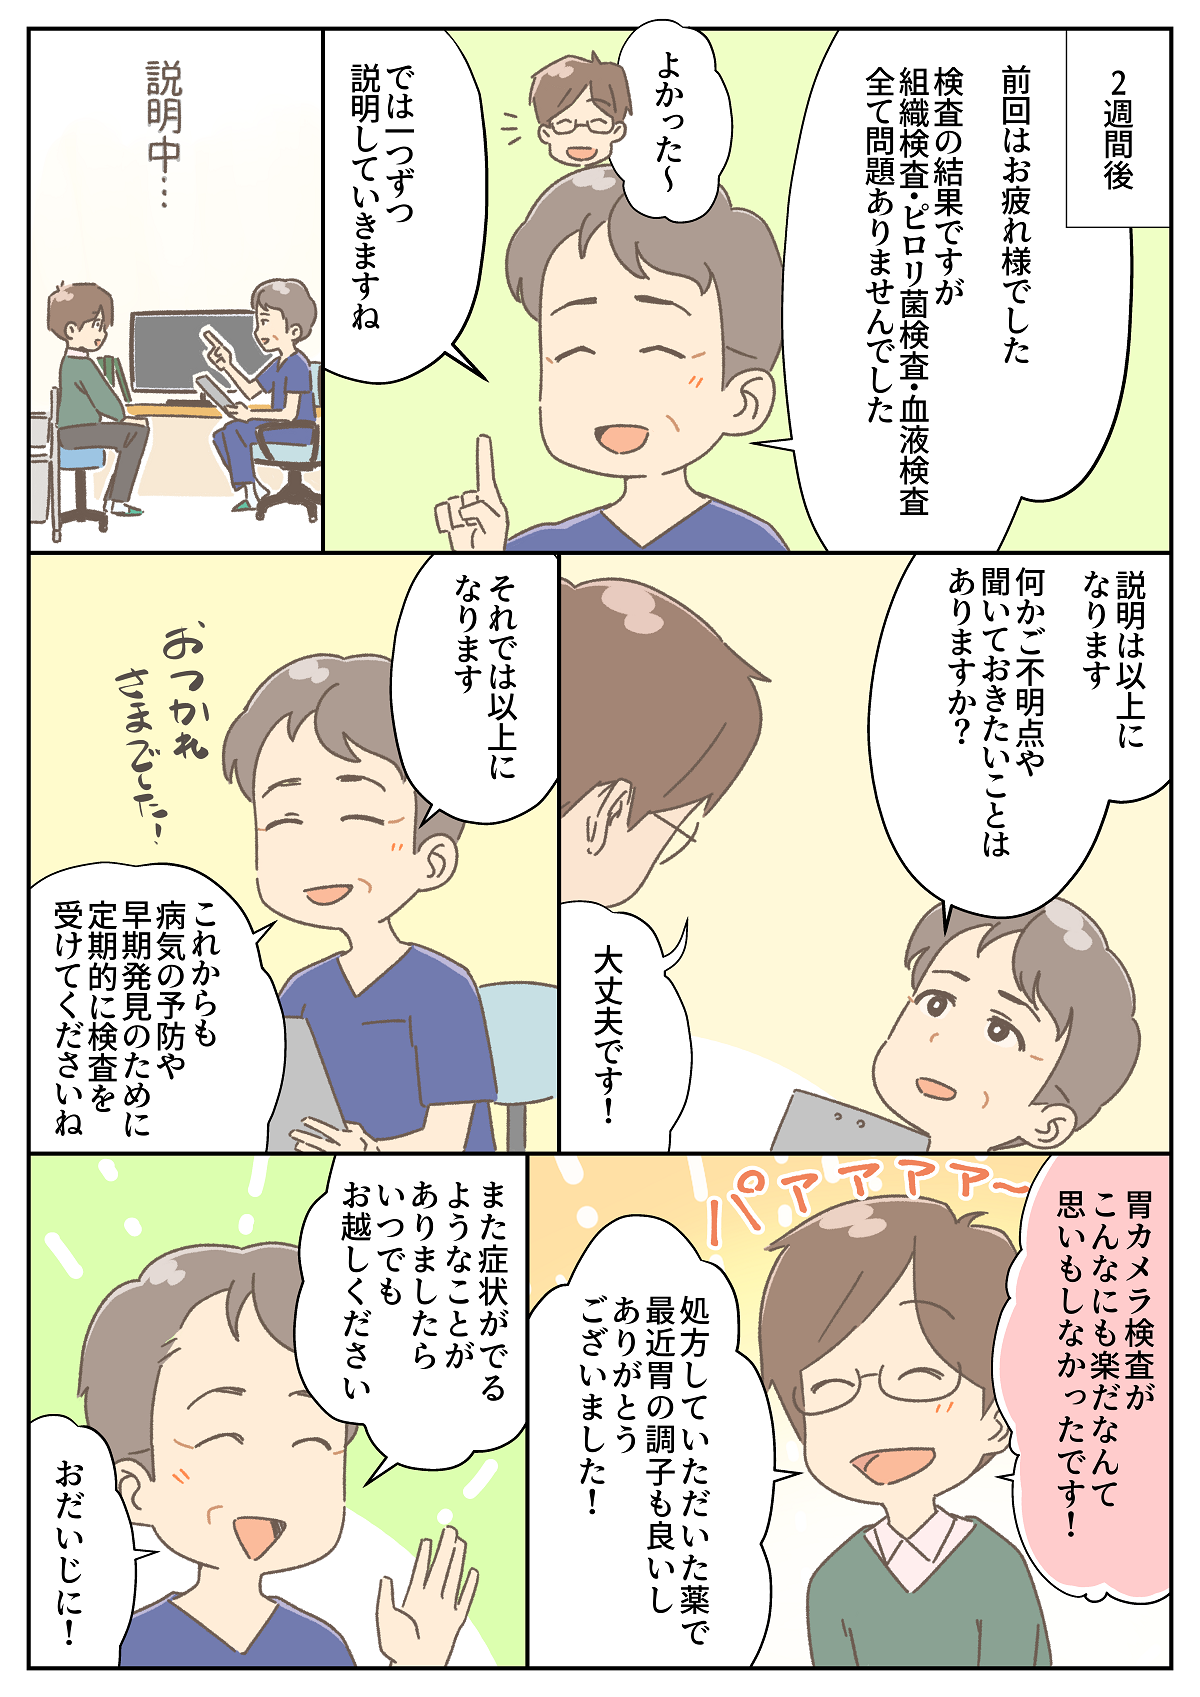 2週間後
前回はお疲れ様でした
検査の結果ですが
組織検査・ピロリ菌検査・血液検査
全て問題ありませんでした
よかった〜
では一つずつ
説明していきますね
説明中…
説明は以上に
なります
何かご不明点や
聞いておきたいことは
ありますか？
大丈夫です！
それでは以上に
なります
おつかれ
さまでした！
これからも
病気の予防や
早期発見のために
定期的に検査を
受けてくださいね
胃カメラ検査が
こんなにも楽だなんて
思いもしなかったです！
パァァァァ〜
処方していただいた薬で
最近胃の調子も良いし
ありがとう
ございました！
また症状がでる
ようなことが
ありましたら
いつでも
お越しください
おだいじに！